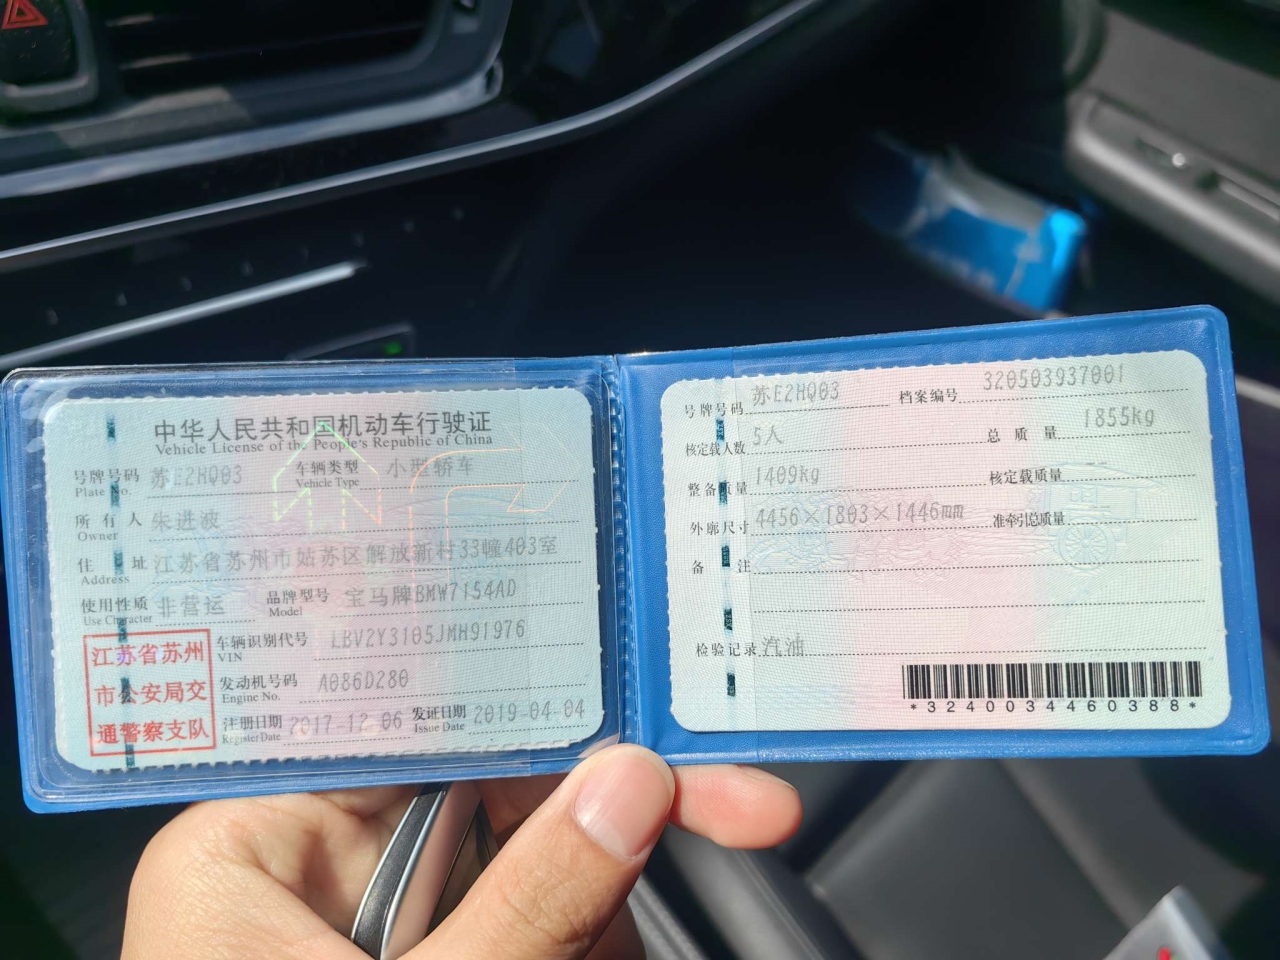 中华人民共和国机动车行驶证
Vehicle License of the People's Republic of China
号牌号码 苏E2HQ03 车辆类型 小型轿车
Plate No. Vehicle Type
所有人 朱进波
Owner
住址 江苏省苏州市姑苏区解放新村33幢403室
Address
使用性质 非营运 品牌型号 宝马牌BMW7154AD
Use Character Model
江苏省苏州
市公安局交
通警察支队
车辆识别代号 LBV2Y3105JMH91976
VIN
发动机号码 A086D280
Engine No.
注册日期 2017-12-06 发证日期 2019-04-04
Register Date Issue Date
号牌号码 苏E2HQ03 档案编号 320503937001
核定载人数 5人 总质量 1855kg
整备质量 1409kg 核定载质量
外廓尺寸 4456×1803×1446mm 准牵引总质量
备注
检验记录 汽油
*3240034460388*